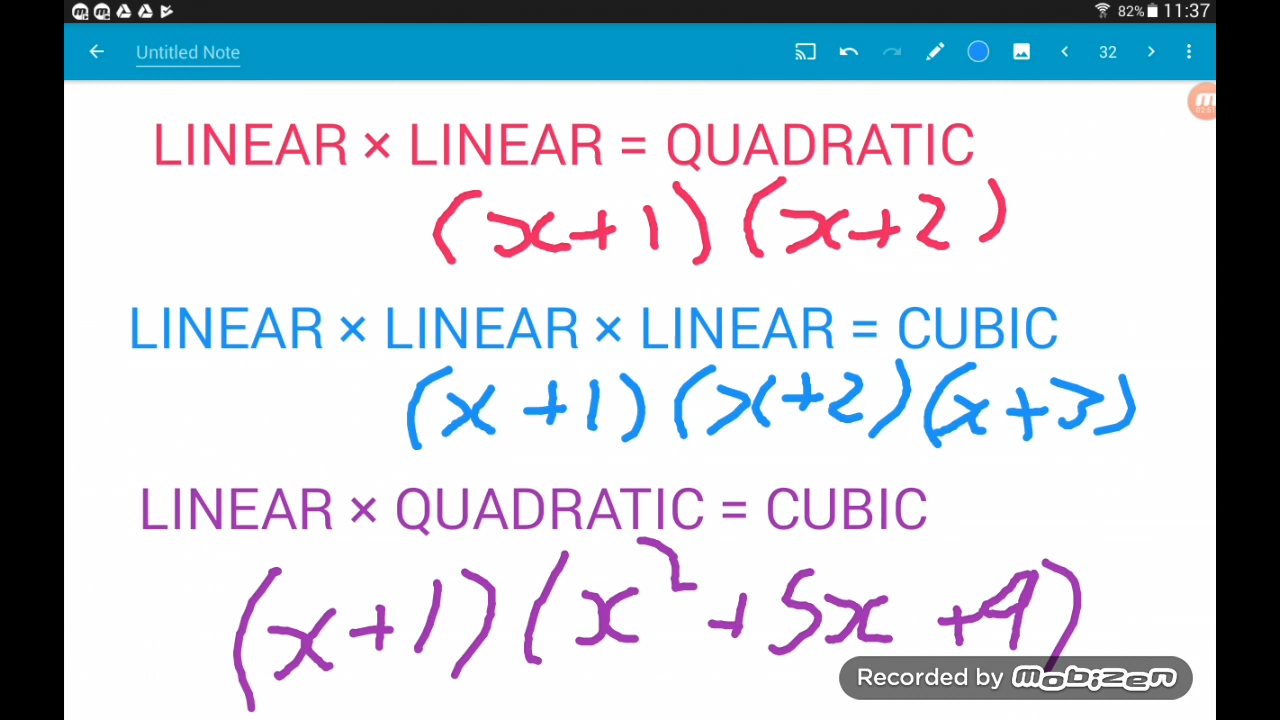 82% 11:37
Untitled Note 32
LINEAR × LINEAR = QUADRATIC
(x+1)(x+2)
LINEAR × LINEAR × LINEAR = CUBIC
(x+1)(x+2)(x+3)
LINEAR × QUADRATIC = CUBIC
(x+1)(x²+5x+4)
Recorded by mobizen